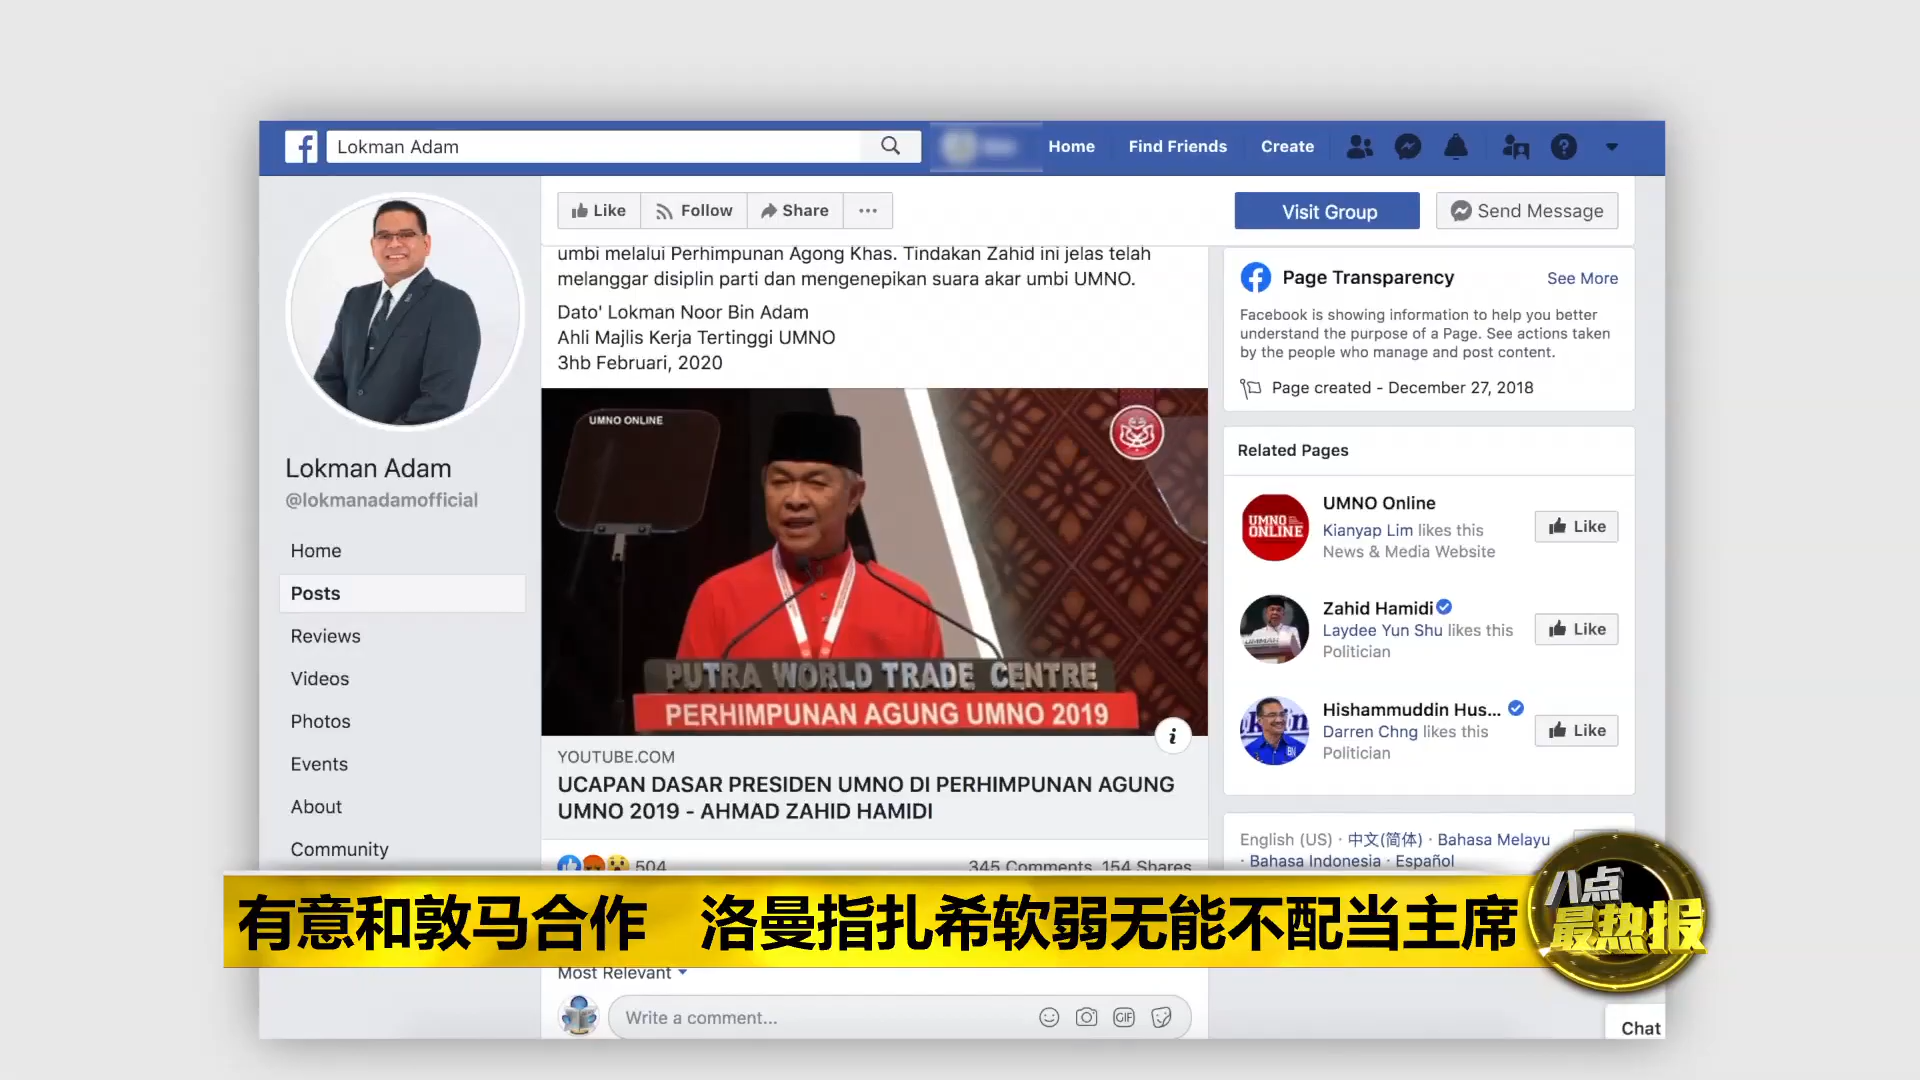 Lokman Adam
Home
Find Friends
Create
Like
Follow
Share
Visit Group
Send Message
Lokman Adam
@lokmanadamofficial
Home
Posts
Reviews
Videos
Photos
Events
About
Community
umbi melalui Perhimpunan Agong Khas. Tindakan Zahid ini jelas telah
melanggar disiplin parti dan mengenepikan suara akar umbi UMNO.
Dato' Lokman Noor Bin Adam
Ahli Majlis Kerja Tertinggi UMNO
3hb Februari, 2020
UMNO ONLINE
PUTRA WORLD TRADE CENTRE
PERHIMPUNAN AGUNG UMNO 2019
YOUTUBE.COM
UCAPAN DASAR PRESIDEN UMNO DI PERHIMPUNAN AGUNG
UMNO 2019 - AHMAD ZAHID HAMIDI
504
345 Comments 154 Shares
Page Transparency
See More
Facebook is showing information to help you better
understand the purpose of a Page. See actions taken
by the people who manage and post content.
Page created - December 27, 2018
Related Pages
UMNO ONLINE
UMNO Online
Kianyap Lim likes this
News & Media Website
Like
Zahid Hamidi
Laydee Yun Shu likes this
Politician
Like
Hishammuddin Hus...
Darren Chng likes this
Politician
Like
English (US) · 中文(简体) · Bahasa Melayu
· Bahasa Indonesia · Español
有意和敦马合作 洛曼指扎希软弱无能不配当主席
八点
最热报
Most Relevant
Write a comment...
GIF
Chat